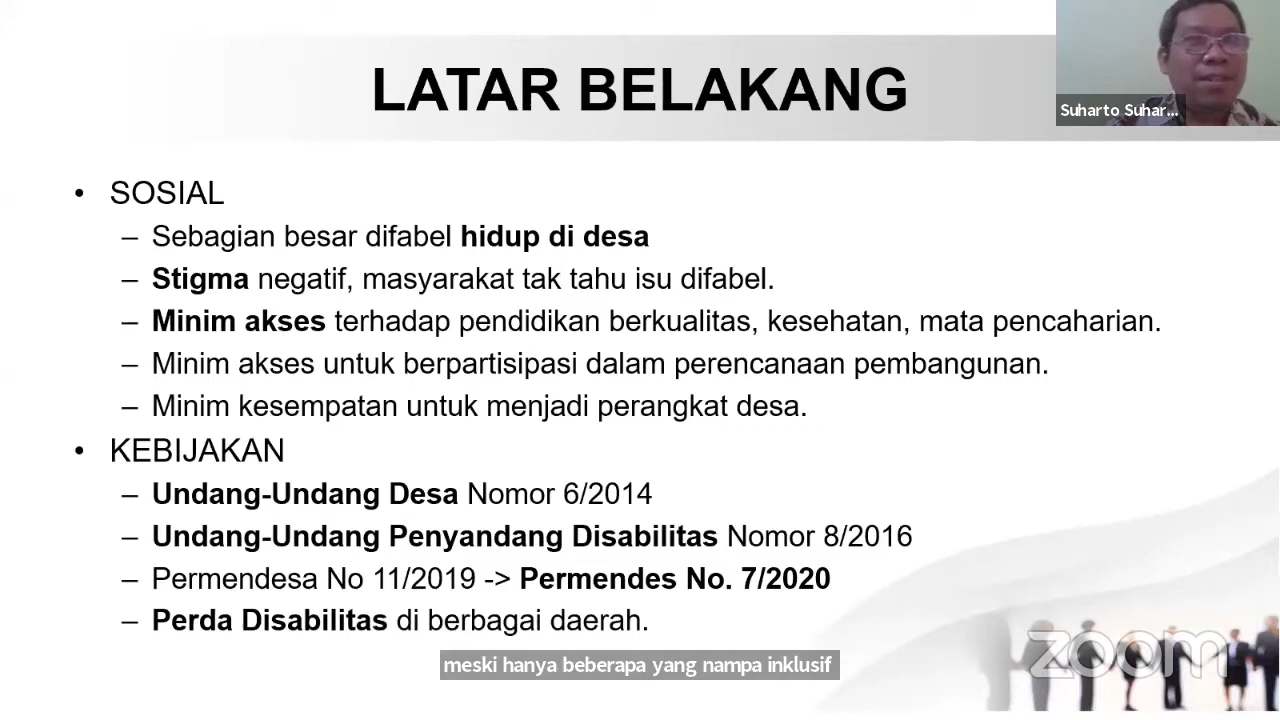 LATAR BELAKANG
Suharto Suhar...
• SOSIAL
– Sebagian besar difabel hidup di desa
– Stigma negatif, masyarakat tak tahu isu difabel.
– Minim akses terhadap pendidikan berkualitas, kesehatan, mata pencaharian.
– Minim akses untuk berpartisipasi dalam perencanaan pembangunan.
– Minim kesempatan untuk menjadi perangkat desa.
• KEBIJAKAN
– Undang-Undang Desa Nomor 6/2014
– Undang-Undang Penyandang Disabilitas Nomor 8/2016
– Permendesa No 11/2019 -> Permendes No. 7/2020
– Perda Disabilitas di berbagai daerah.
zoom
meski hanya beberapa yang nampa inklusif